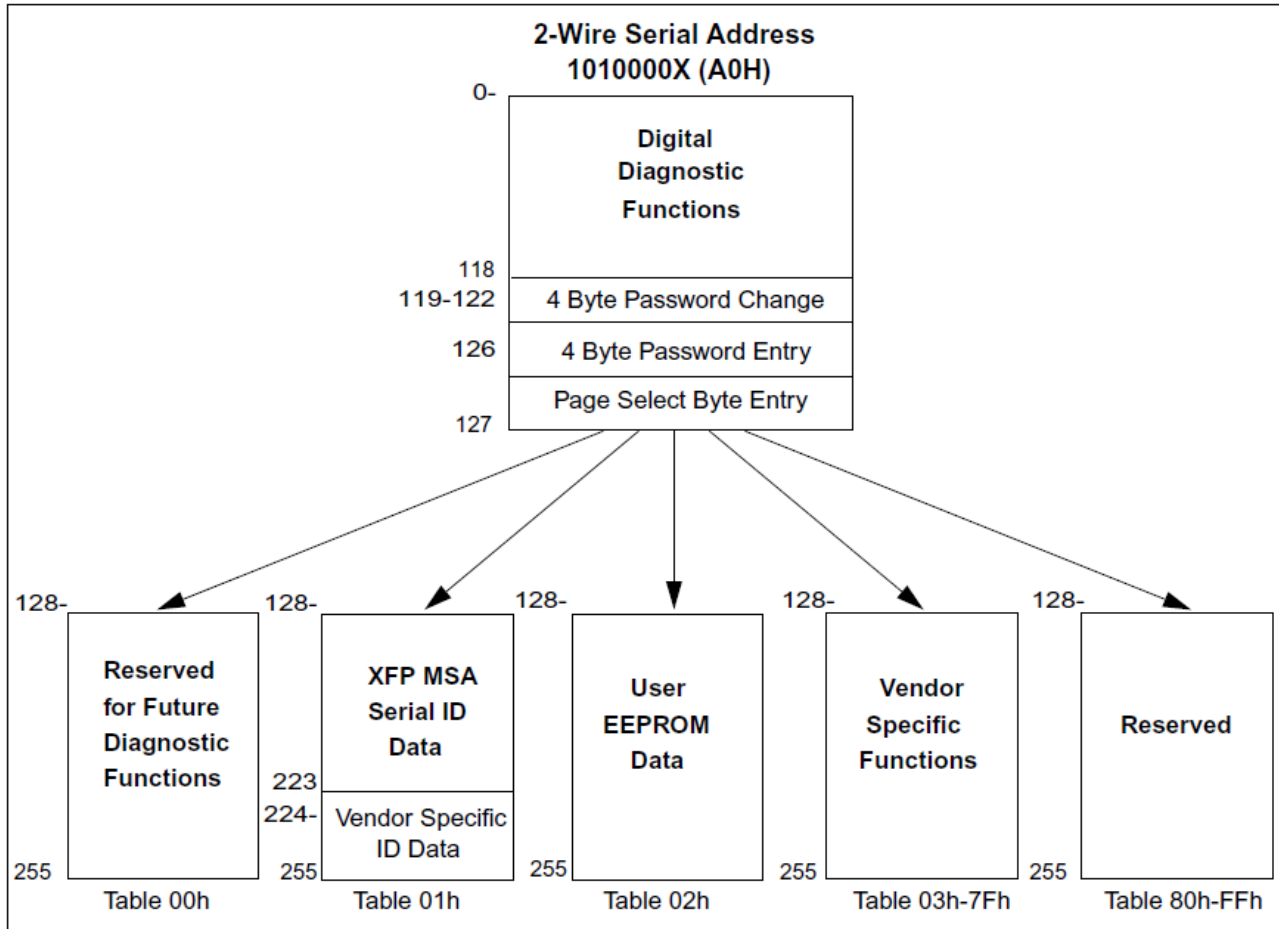 2-Wire Serial Address
1010000X (A0H)
0-
Digital
Diagnostic
Functions
118
119-122
4 Byte Password Change
126
4 Byte Password Entry
Page Select Byte Entry
127
128-
Reserved
for Future
Diagnostic
Functions
255
Table 00h
128-
XFP MSA
Serial ID
Data
223
224-
Vendor Specific
ID Data
255
Table 01h
128-
User
EEPROM
Data
255
Table 02h
128-
Vendor
Specific
Functions
255
Table 03h-7Fh
128-
Reserved
255
Table 80h-FFh